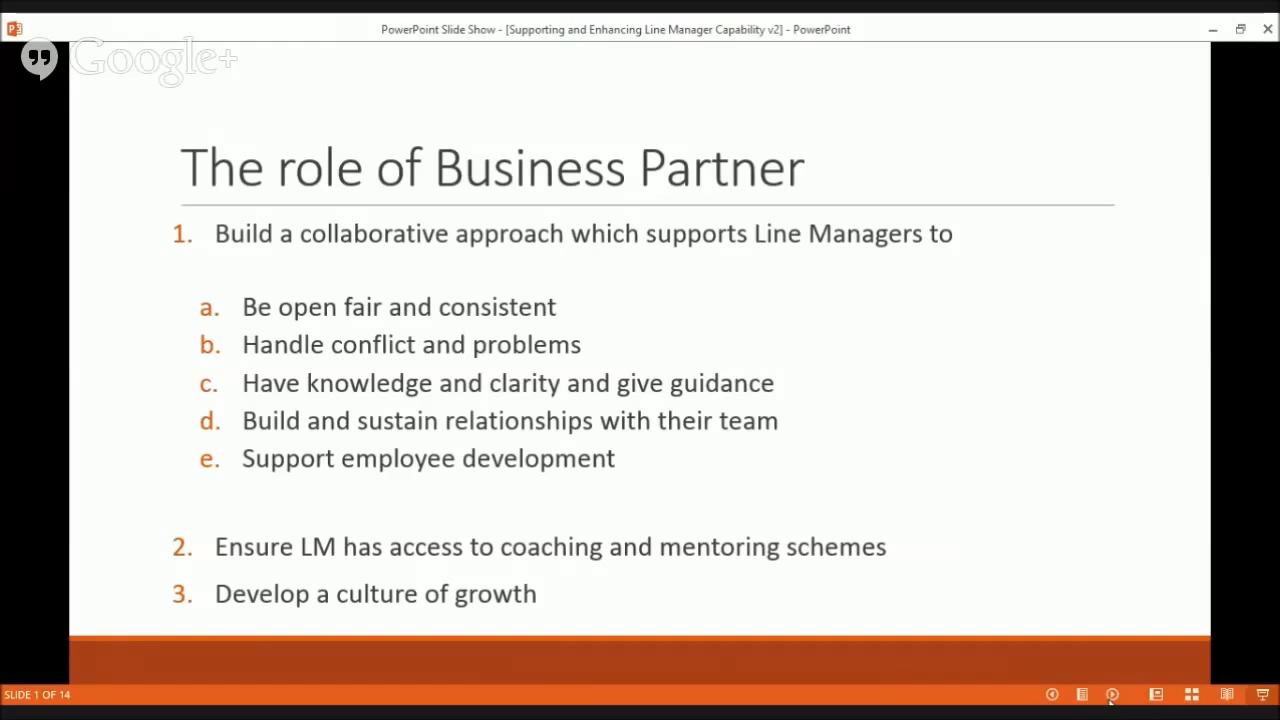 PowerPoint Slide Show - [Supporting and Enhancing Line Manager Capability v2] - PowerPoint
Google+
The role of Business Partner
1. Build a collaborative approach which supports Line Managers to
a. Be open fair and consistent
b. Handle conflict and problems
c. Have knowledge and clarity and give guidance
d. Build and sustain relationships with their team
e. Support employee development
2. Ensure LM has access to coaching and mentoring schemes
3. Develop a culture of growth
SLIDE 1 OF 14